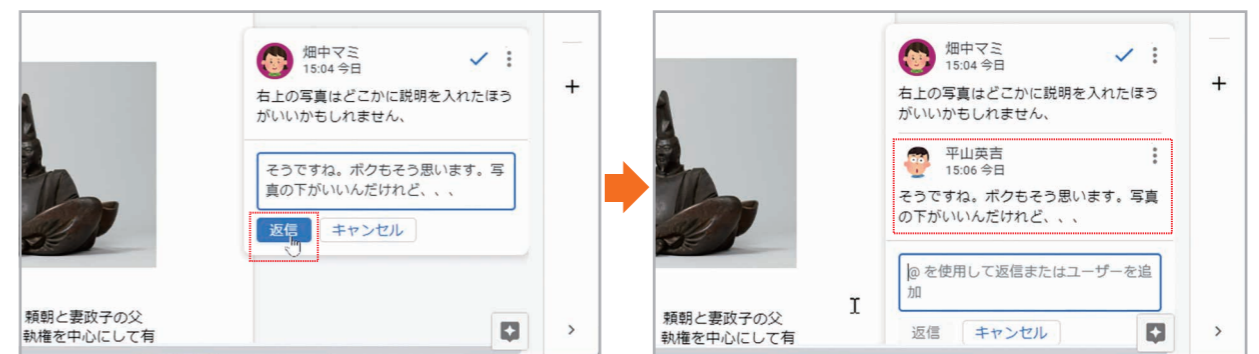 畑中マミ
15:04 今日
右上の写真はどこかに説明を入れたほう
がいいかもしれません、
そうですね。ボクもそう思います。写
真の下がいいんだけれど、、、
返信
キャンセル
頼朝と妻政子の父
執権を中心にして有
畑中マミ
15:04 今日
右上の写真はどこかに説明を入れたほう
がいいかもしれません、
平山英吉
15:06 今日
そうですね。ボクもそう思います。写真
の下がいいんだけれど、、、
@ を使用して返信またはユーザーを追
加
返信
キャンセル
頼朝と妻政子の父
執権を中心にして有